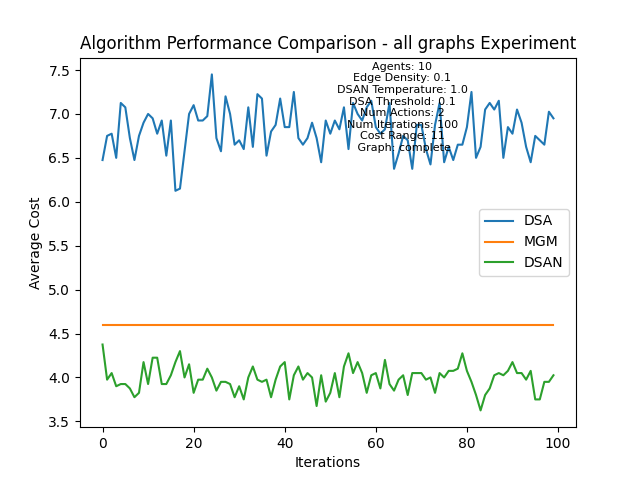 Algorithm Performance Comparison - all graphs Experiment
Agents: 10
Edge Density: 0.1
DSAN Temperature: 1.0
DSA Threshold: 0.1
Num Actions: 2
Num Iterations: 100
Cost Range: 11
Graph: complete
Average Cost
7.5
7.0
6.5
6.0
5.5
5.0
4.5
4.0
3.5
DSA
MGM
DSAN
0
20
40
60
80
100
Iterations